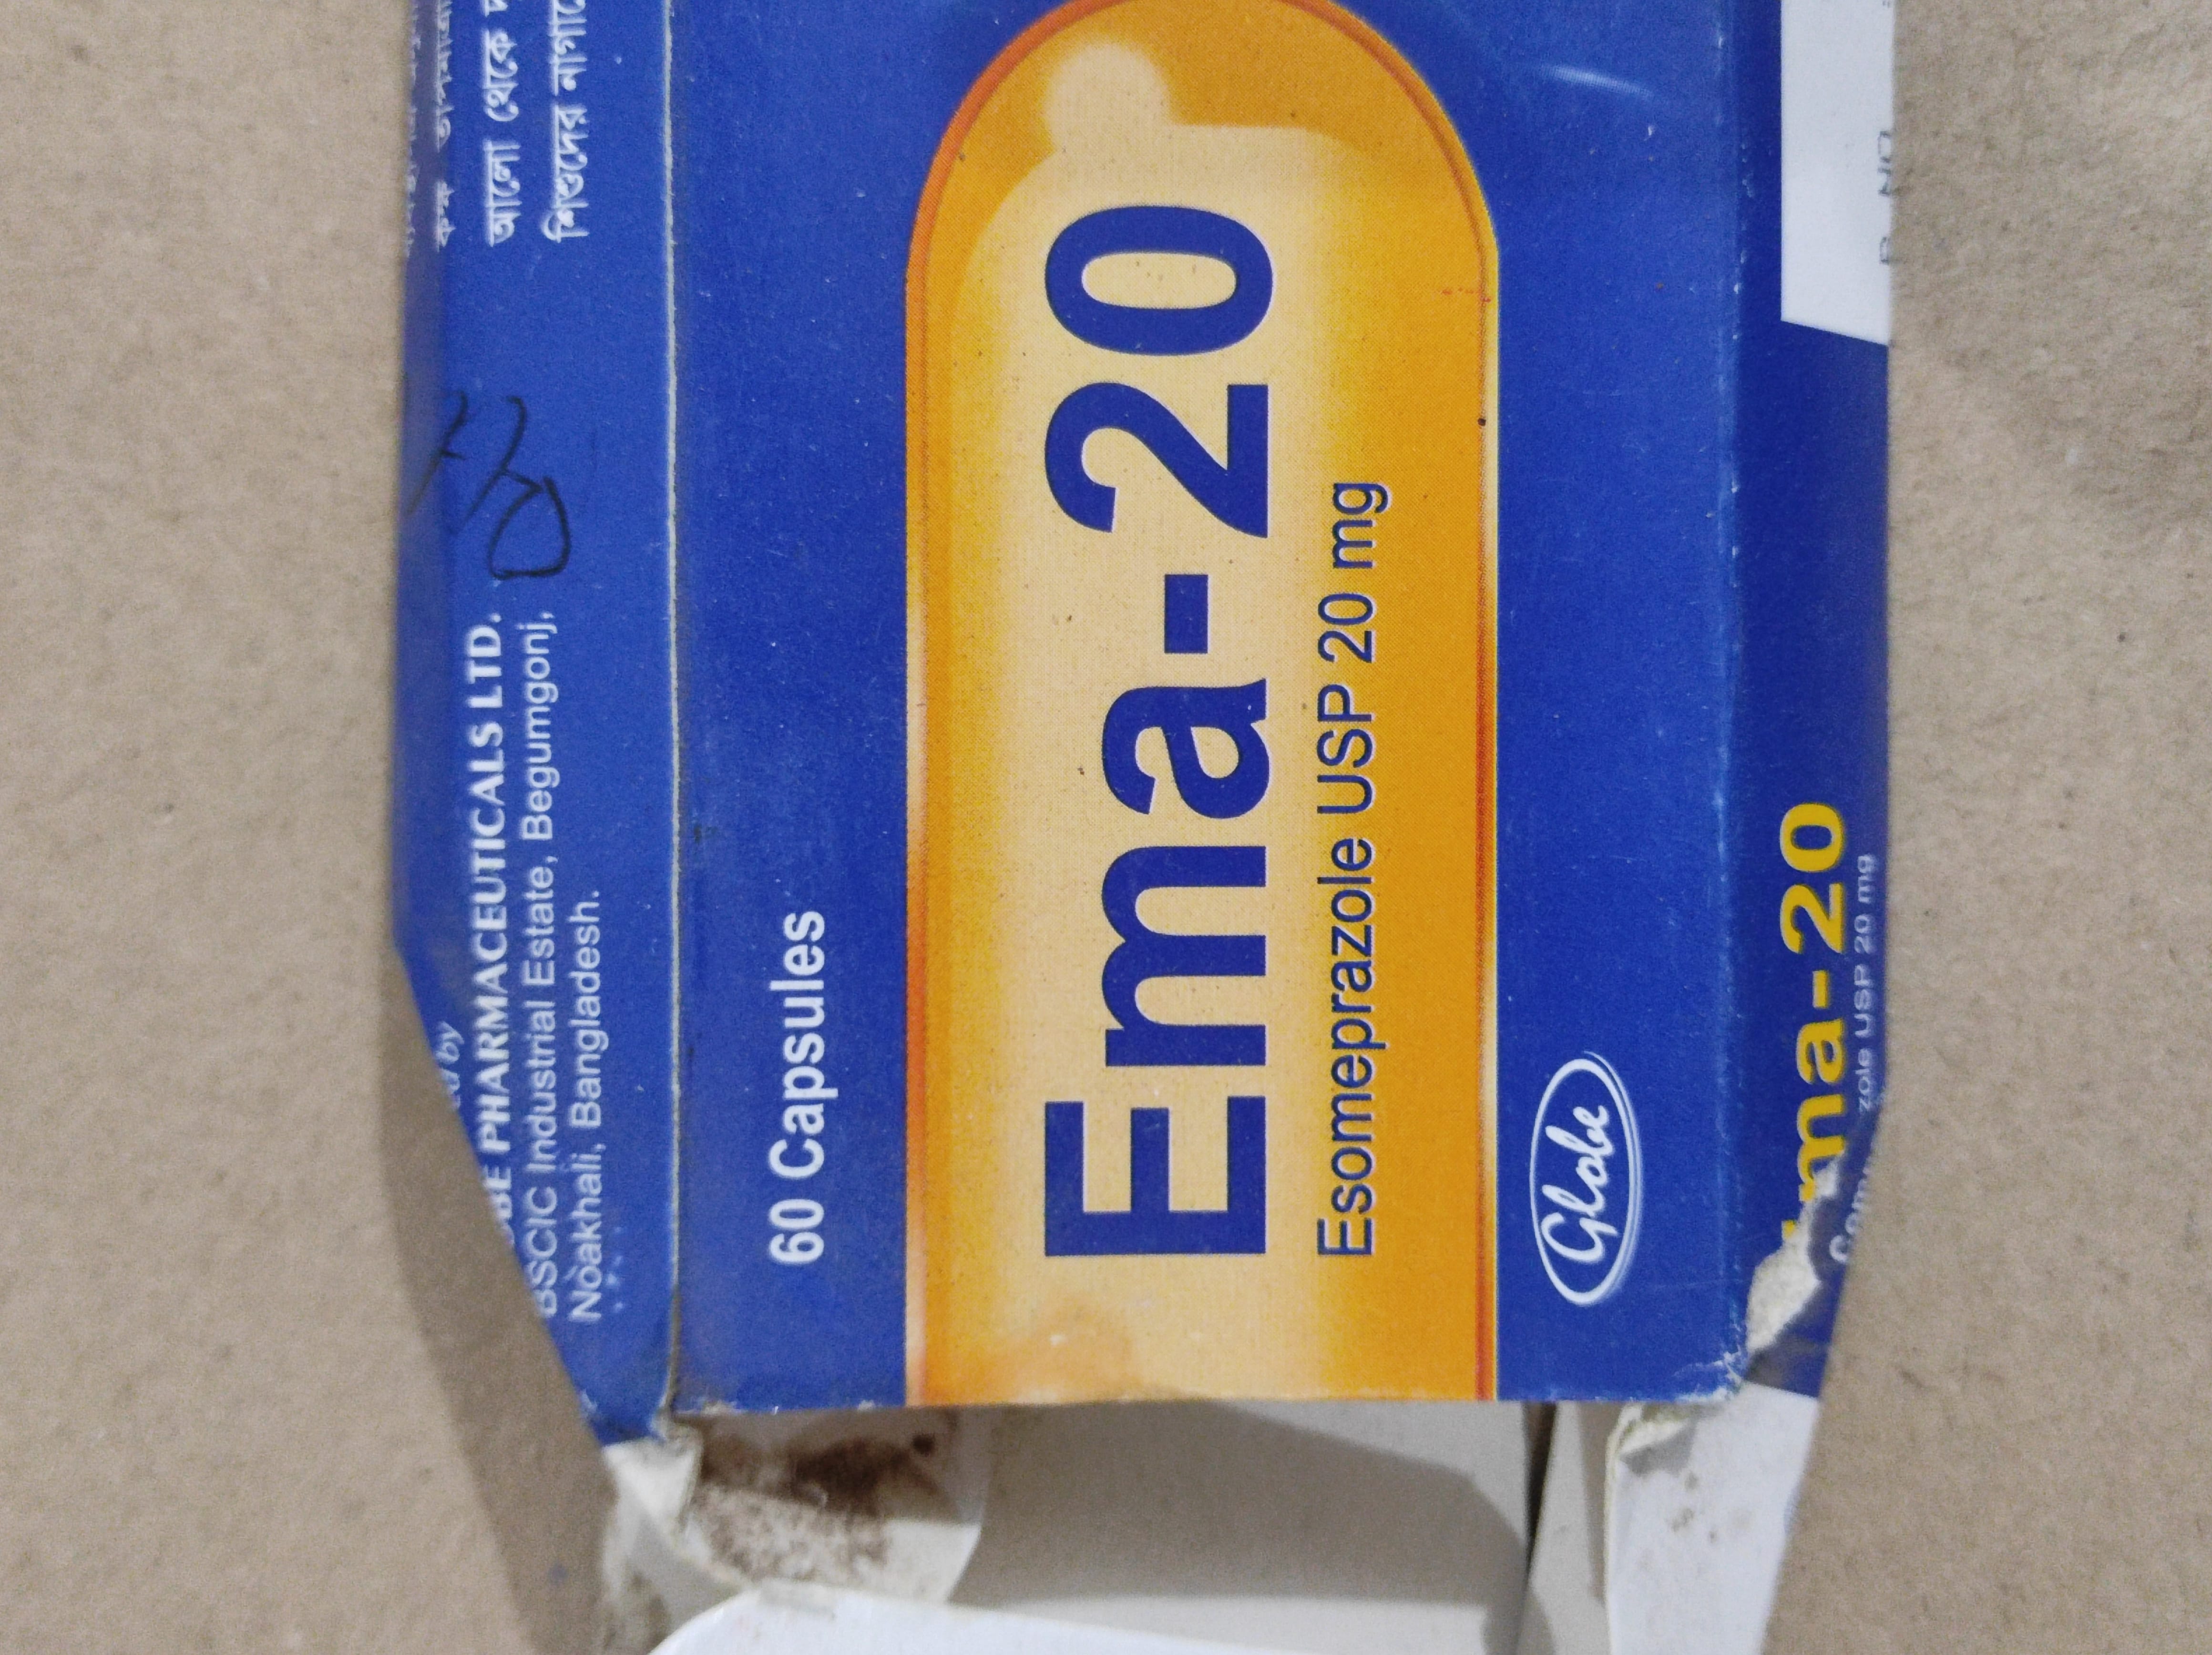 by
PHARMACEUTICALS LTD.
BSCIC Industrial Estate, Begumgonj,
Noakhali, Bangladesh.
আলো থেকে
শিশুদের
60 Capsules
Ema-20
Esomeprazole USP 20 mg
Globe
ma-20
zole USP 20 mg